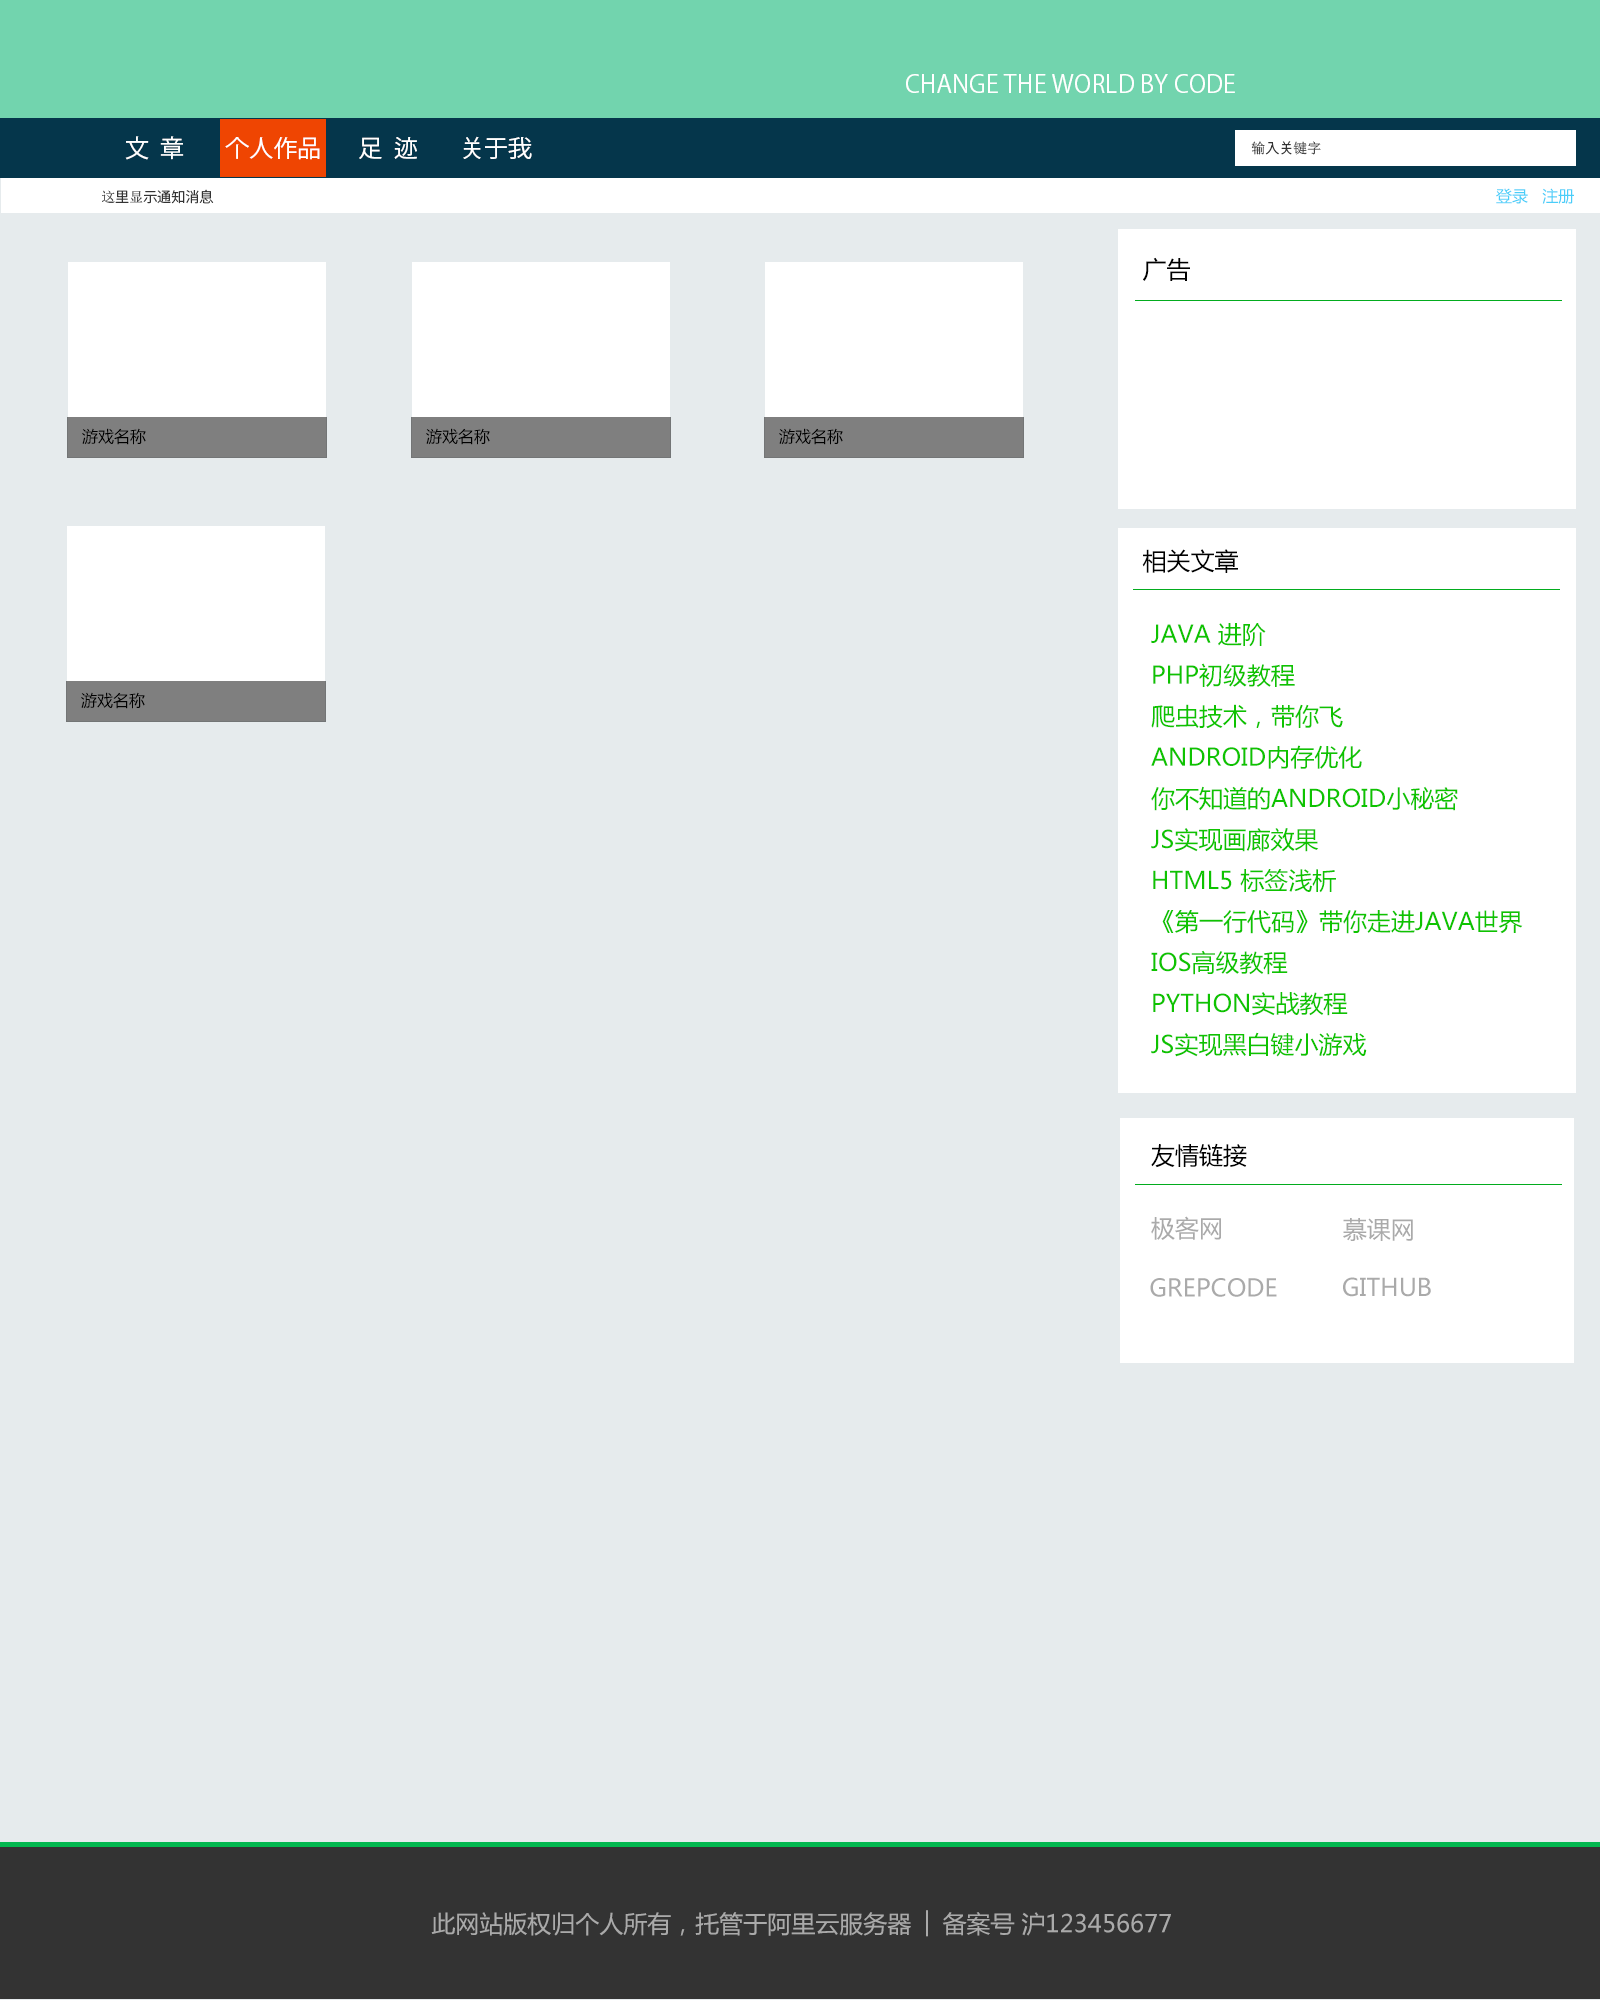 CHANGE THE WORLD BY CODE
文 章 个人作品 足 迹 关于我 输入关键字
这里显示通知消息 登录 注册
游戏名称 游戏名称 游戏名称
游戏名称
广告
相关文章
JAVA 进阶
PHP初级教程
爬虫技术，带你飞
ANDROID内存优化
你不知道的ANDROID小秘密
JS实现画廊效果
HTML5 标签浅析
《第一行代码》带你走进JAVA世界
IOS高级教程
PYTHON实战教程
JS实现黑白键小游戏
友情链接
极客网 慕课网
GREPCODE GITHUB
此网站版权归个人所有，托管于阿里云服务器 | 备案号 沪123456677